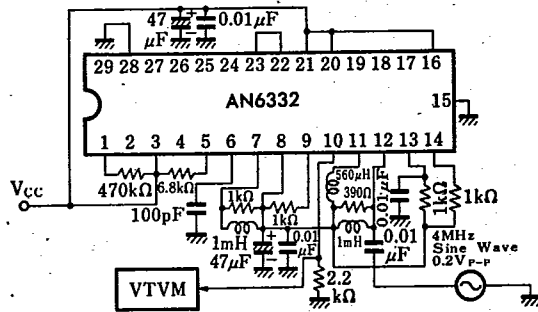 47 μF
0.01μF
29 28 27 26 25 24 23 22 21 20 19 18 17 16
AN6332
15
1 2 3 4 5 6 7 8 9 10 11 12 13 14
VCC
470kΩ
6.8kΩ
100pF
1kΩ
1kΩ
1mH
47μF
0.01 μF
560μH
390Ω
1mH
0.01μF
0.01 μF
1kΩ
1kΩ
2.2 kΩ
4MHz
Sine Wave
0.2VP-P
VTVM